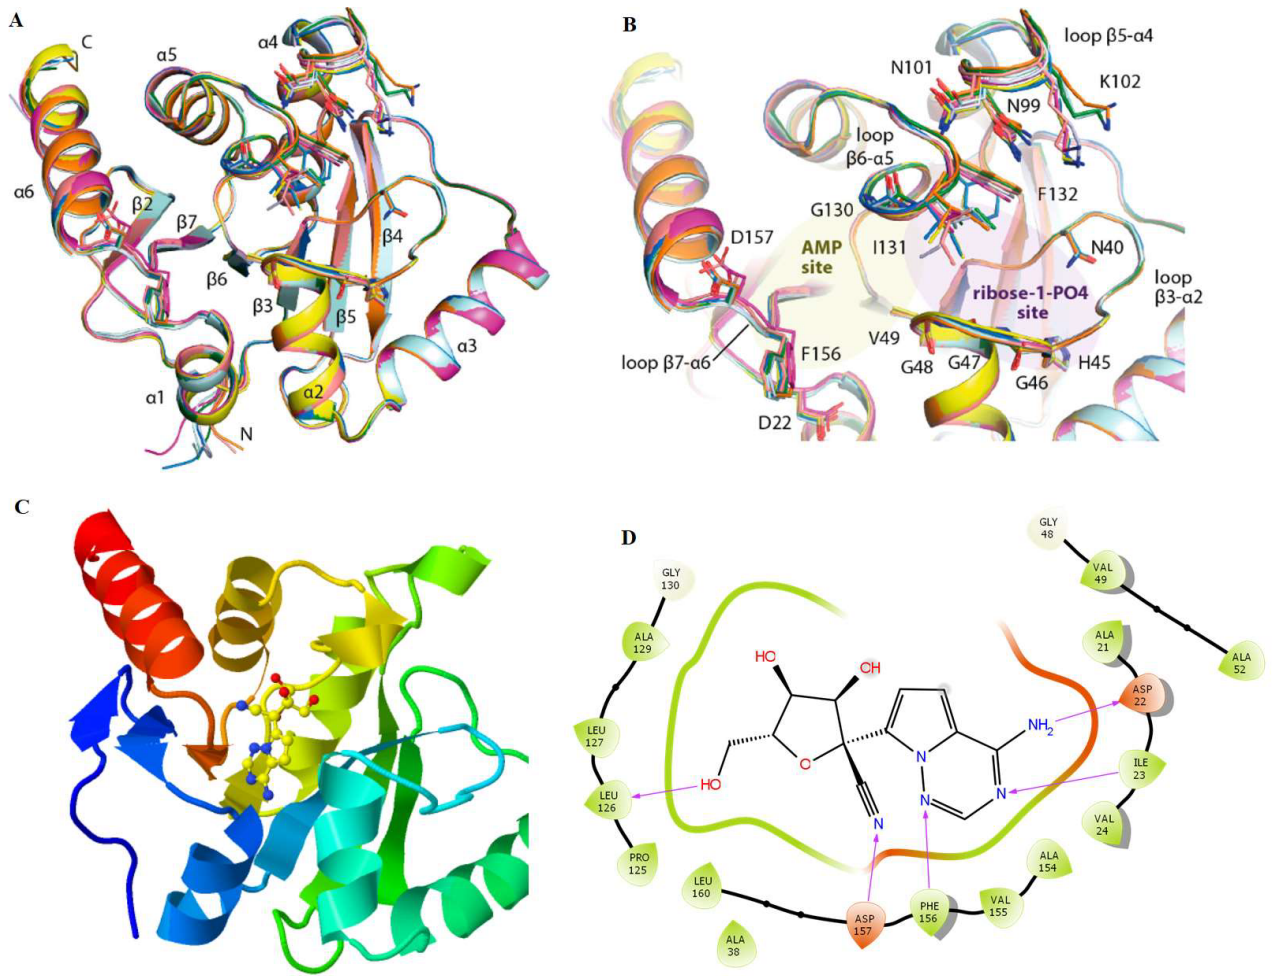 A
C
α5
α4
α6
β2
β7
β4
β6
β3
β5
α3
α1
α2
N
B
loop β5-α4
N101
K102
N99
loop
β6-α5
F132
G130
D157
AMP
site
I131
N40
ribose-1-PO4
site
loop
β3-α2
V49
loop β7-α6
F156
G48
G47
G46
H45
D22
C
D
GLY
48
VAL
49
GLY
130
ALA
129
ALA
21
ALA
52
HO
OH
ASP
22
NH2
LEU
127
N
O
ILE
23
LEU
126
HO
N
N
VAL
24
N
PRO
125
ALA
154
LEU
160
PHE
156
VAL
155
ASP
157
ALA
38